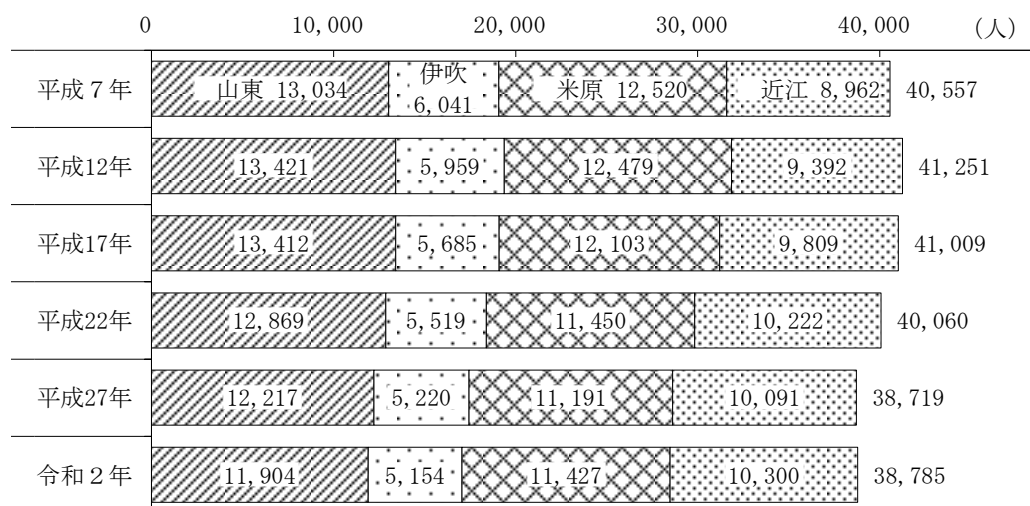 0 10,000 20,000 30,000 40,000 （人）
平成７年 山東 13,034 伊吹 6,041 米原 12,520 近江 8,962 40,557
平成12年 13,421 5,959 12,479 9,392 41,251
平成17年 13,412 5,685 12,103 9,809 41,009
平成22年 12,869 5,519 11,450 10,222 40,060
平成27年 12,217 5,220 11,191 10,091 38,719
令和２年 11,904 5,154 11,427 10,300 38,785